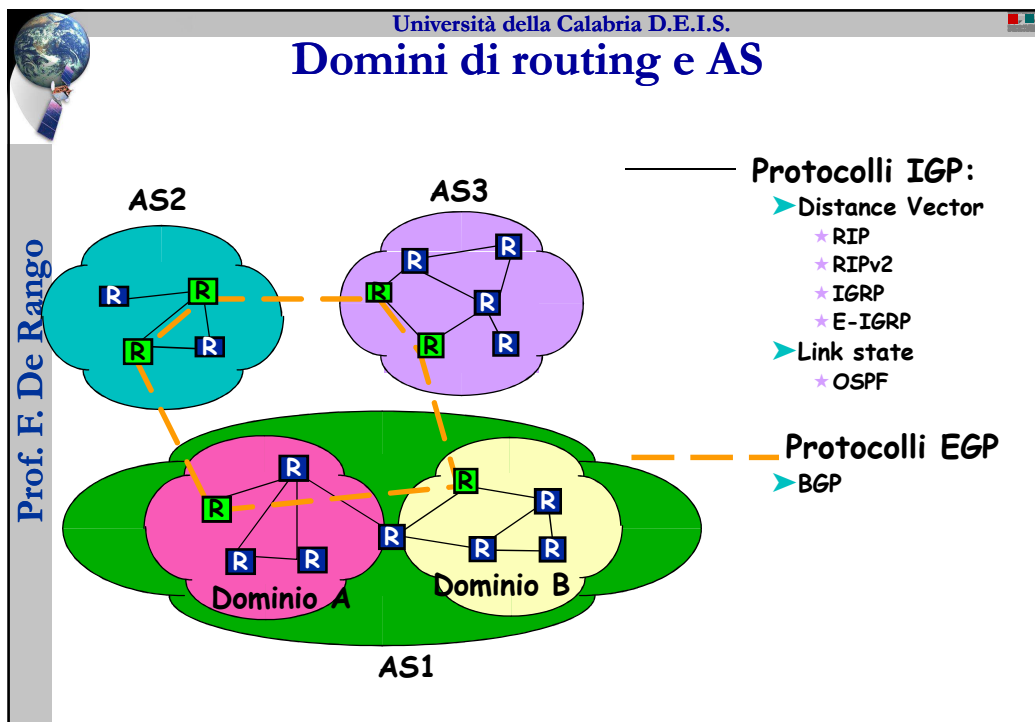 Università della Calabria D.E.I.S.
Domini di routing e AS
Prof. F. De Rango
AS2
AS3
R
R
R
R
R
R
R
R
R
R
AS1
Dominio A
Dominio B
R
R
R
R
R
R
R
R
R
Protocolli IGP:
Distance Vector
RIP
RIPv2
IGRP
E-IGRP
Link state
OSPF
Protocolli EGP
BGP